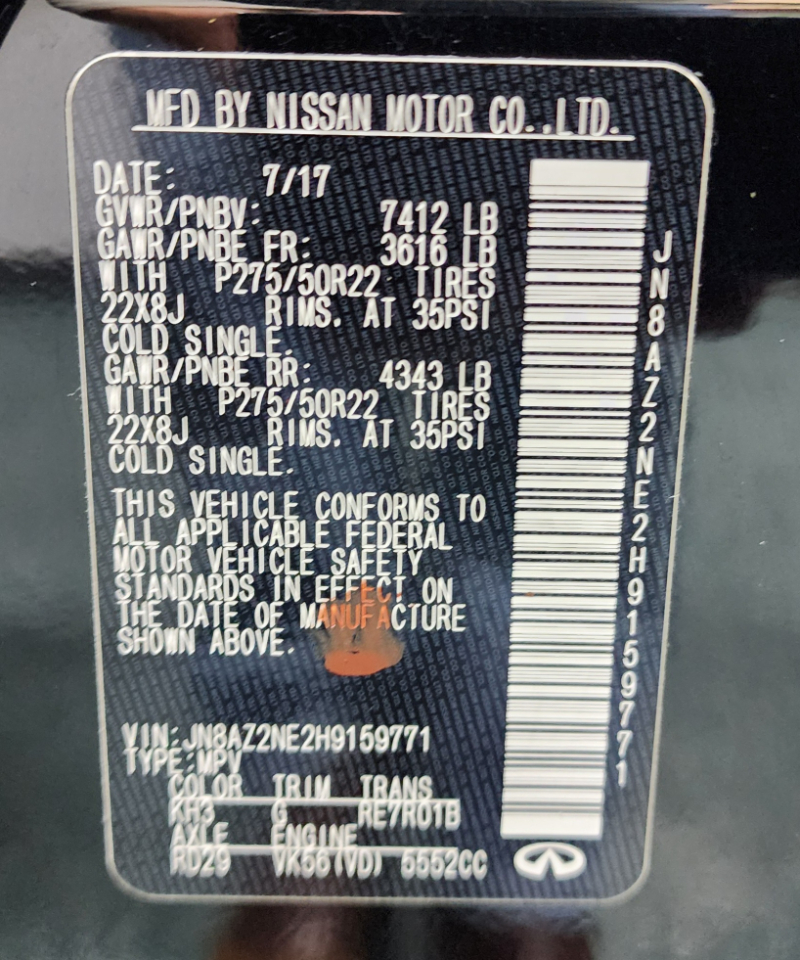 MFD BY NISSAN MOTOR CO.,LTD.
DATE: 7/17
GVWR/PNBV: 7412 LB
GAWR/PNBE FR: 3616 LB
WITH P275/50R22 TIRES
22X8J RIMS. AT 35PSI
COLD SINGLE.
GAWR/PNBE RR: 4343 LB
WITH P275/50R22 TIRES
22X8J RIMS. AT 35PSI
COLD SINGLE.
THIS VEHICLE CONFORMS TO
ALL APPLICABLE FEDERAL
MOTOR VEHICLE SAFETY
STANDARDS IN EFFECT ON
THE DATE OF MANUFACTURE
SHOWN ABOVE.
VIN:JN8AZ2NE2H9159771
TYPE:MPV
COLOR TRIM TRANS
KH3 G RE7R01B
AXLE ENGINE
RD29 VK56(VD) 5552CC
JN8AZ2NE2H9159771